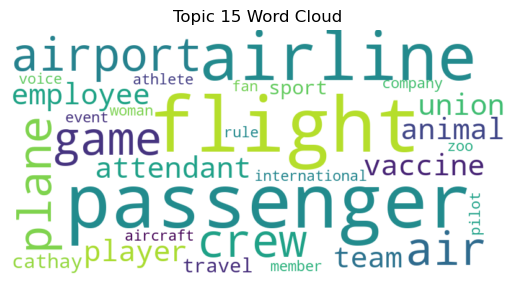 Topic 15 Word Cloud
airport airline
voice athlete fan sport company
employee union
event woman flight animal
game rule
plane attendant vaccine zoo
international
passenger pilot
aircraft crew air
player team
cathay travel member